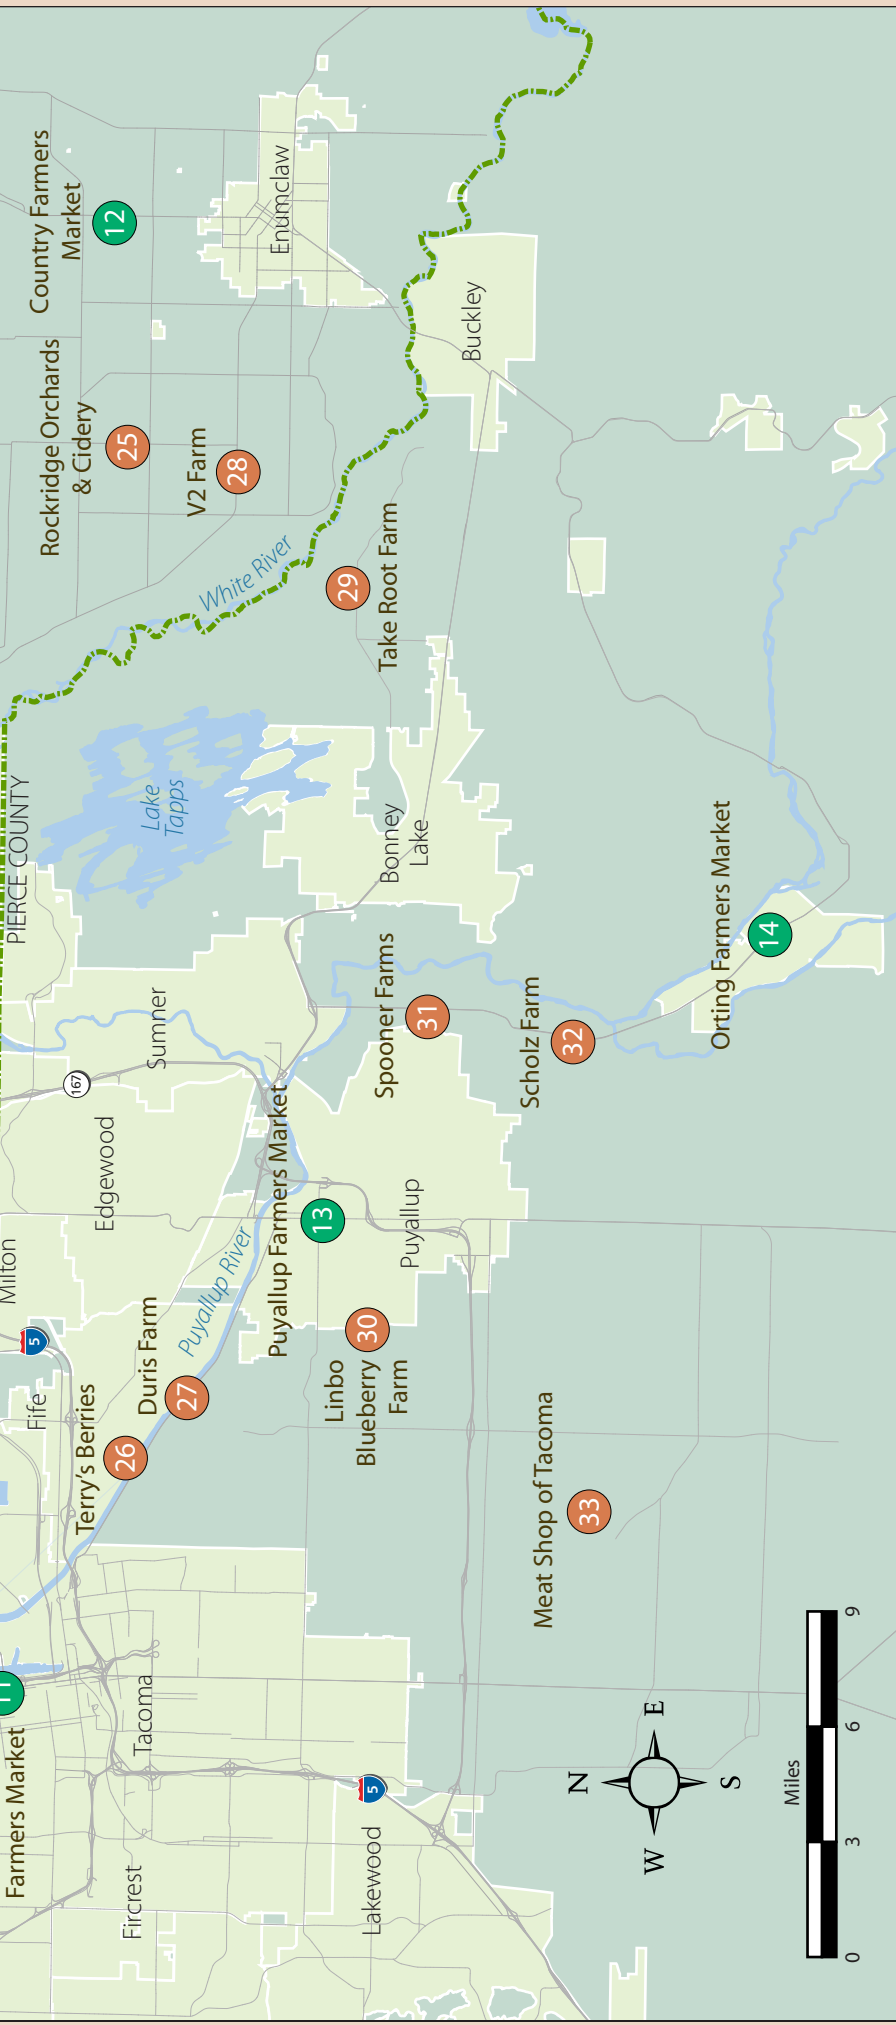 Farmers Market
11
Tacoma
Fircrest
Lakewood
5
Fife
5
Milton
Terry's Berries
26
Duris Farm
27
Puyallup River
Edgewood
167
Sumner
PIERCE COUNTY
Lake
Tapps
White River
Puyallup Farmers Market
13
Puyallup
Linbo
Blueberry
Farm
30
Spooner Farms
31
Scholz Farm
32
Bonney
Lake
Meat Shop of Tacoma
33
Orting Farmers Market
14
Rockridge Orchards
& Cidery
25
V2 Farm
28
Take Root Farm
29
Country Farmers
Market
12
Enumclaw
Buckley
N
W
E
S
Miles
0
3
6
9